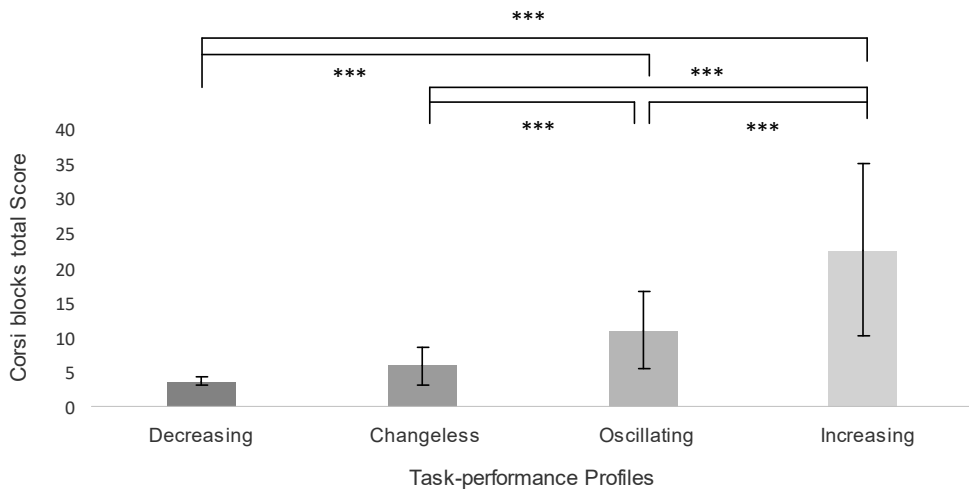 ***
***
***
***
***
Corsi blocks total Score
40
35
30
25
20
15
10
5
0
Decreasing
Changeless
Oscillating
Increasing
Task-performance Profiles